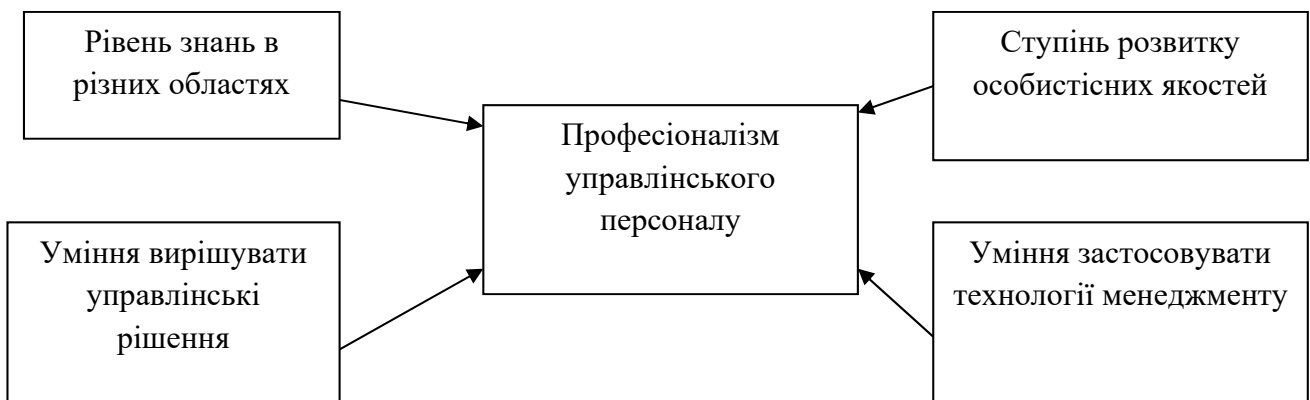 Рівень знань в
різних областях
Ступінь розвитку
особистісних якостей
Професіоналізм
управлінського
персоналу
Уміння вирішувати
управлінські
рішення
Уміння застосовувати
технології менеджменту